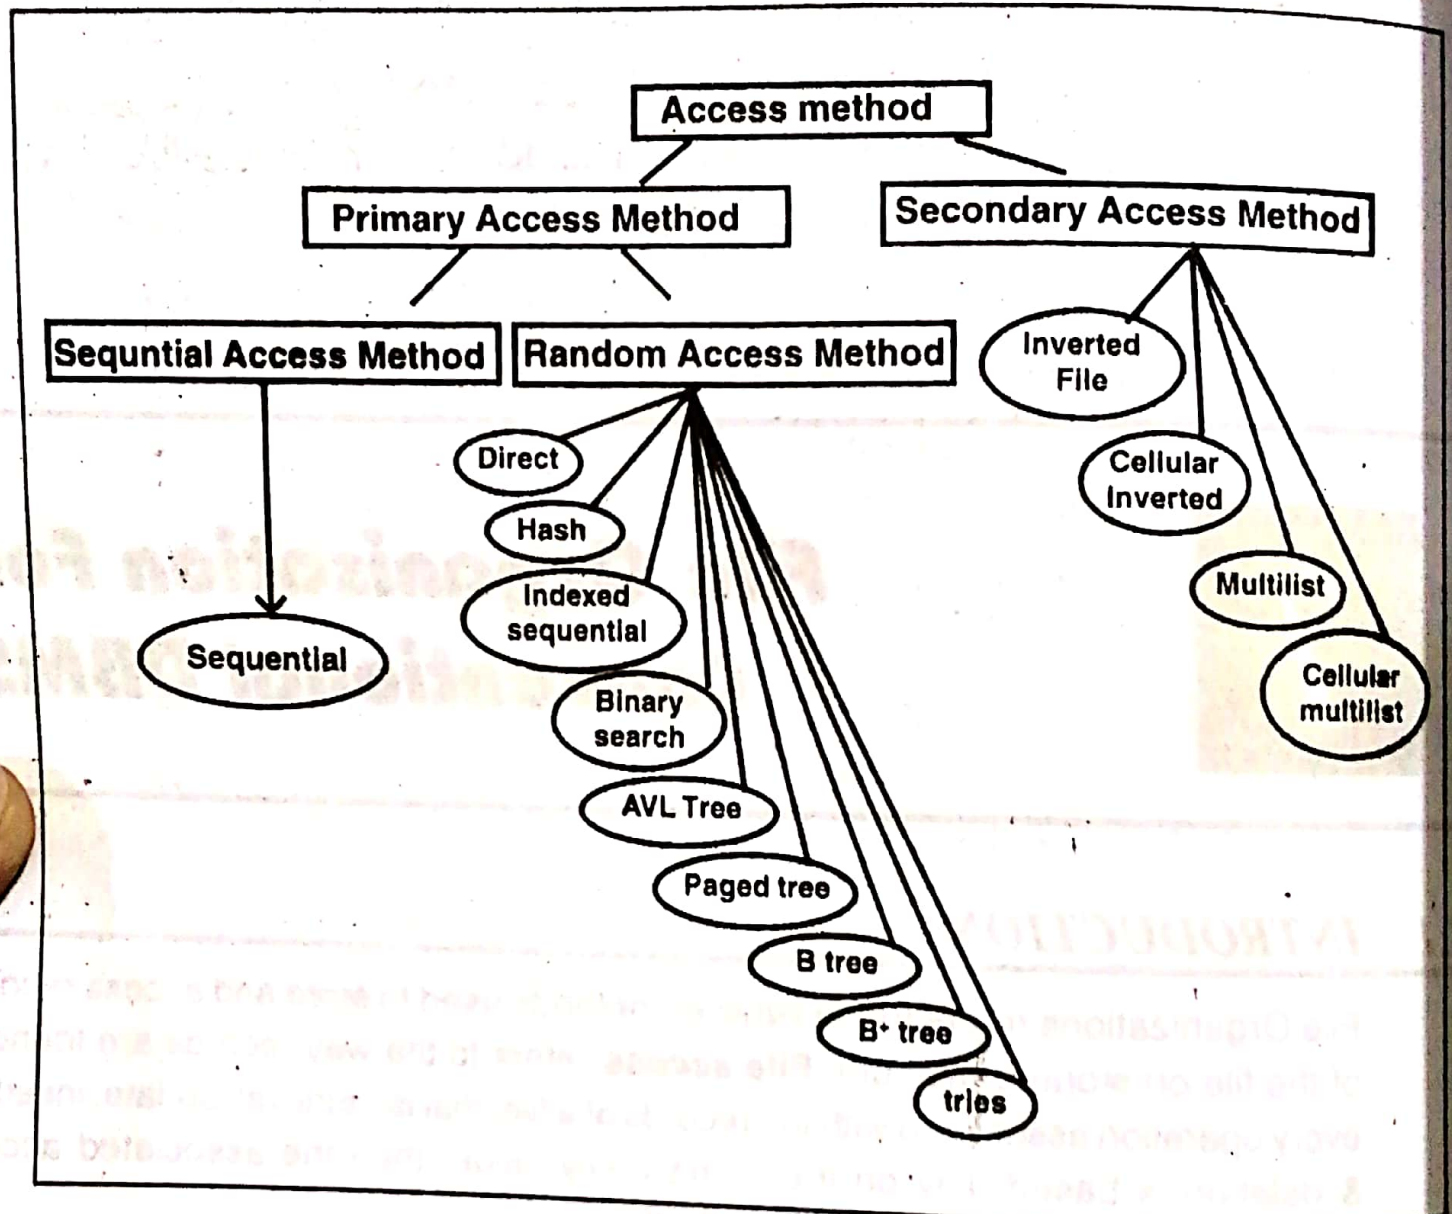 Access method
Primary Access Method
Secondary Access Method
Sequntial Access Method
Random Access Method
Inverted
File
Direct
Cellular
Inverted
Hash
Indexed
sequential
Multilist
Sequential
Binary
search
Cellular
multilist
AVL Tree
Paged tree
B tree
B+ tree
tries